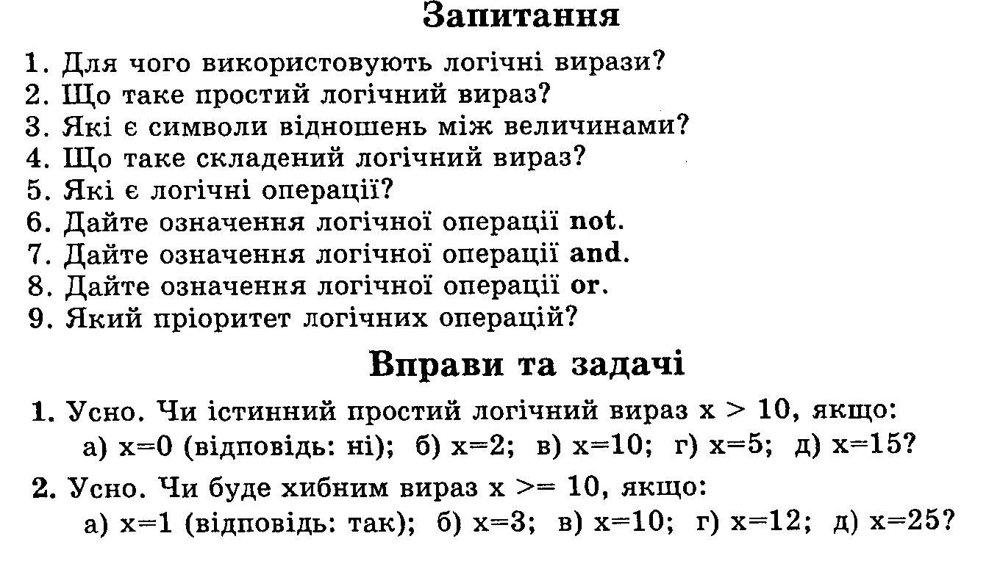 Запитання
1. Для чого використовують логічні вирази?
2. Що таке простий логічний вираз?
3. Які є символи відношень між величинами?
4. Що таке складений логічний вираз?
5. Які є логічні операції?
6. Дайте означення логічної операції not.
7. Дайте означення логічної операції and.
8. Дайте означення логічної операції or.
9. Який пріоритет логічних операцій?
Вправи та задачі
1. Усно. Чи істинний простий логічний вираз x > 10, якщо:
а) x=0 (відповідь: ні); б) x=2; в) x=10; г) x=5; д) x=15?
2. Усно. Чи буде хибним вираз x >= 10, якщо:
а) x=1 (відповідь: так); б) x=3; в) x=10; г) x=12; д) x=25?